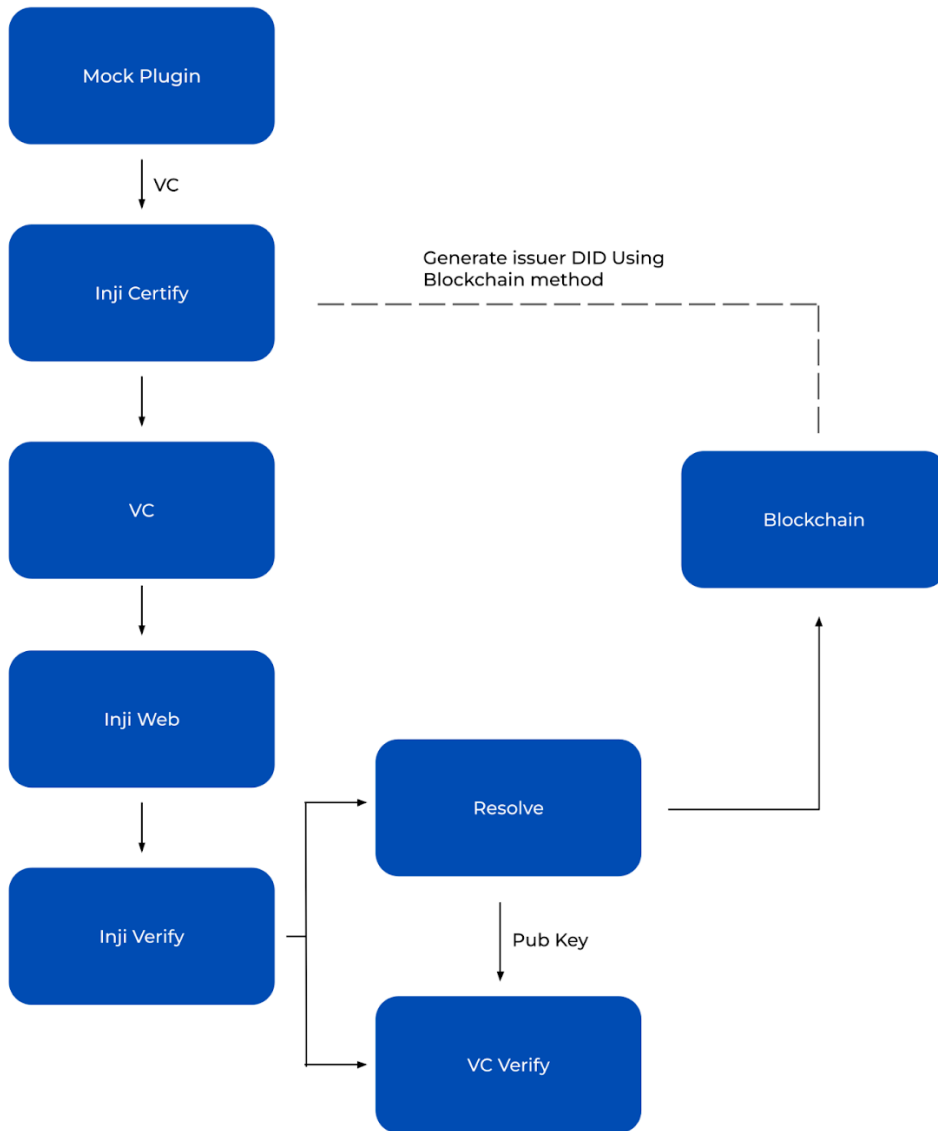 Mock Plugin
VC
Inji Certify
Generate issuer DID Using
Blockchain method
VC
Blockchain
Inji Web
Resolve
Inji Verify
Pub Key
VC Verify